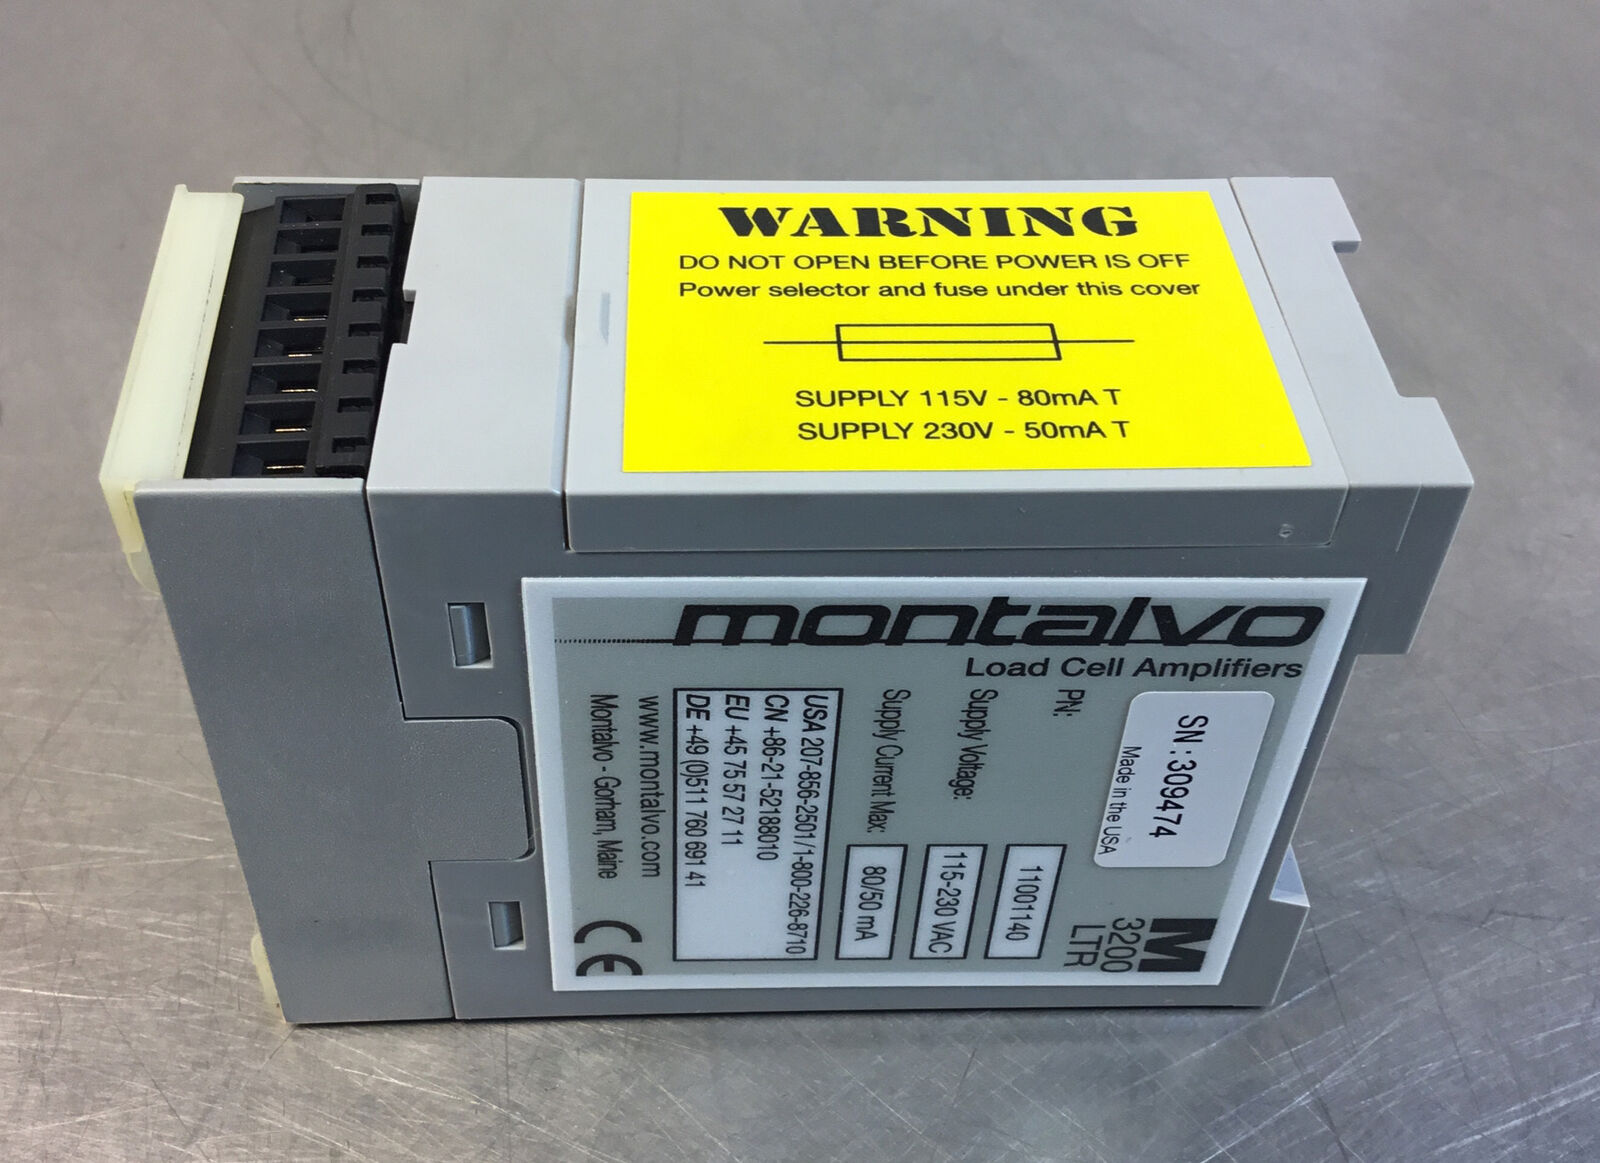 WARNING
DO NOT OPEN BEFORE POWER IS OFF
Power selector and fuse under this cover
SUPPLY 115V - 80mA T
SUPPLY 230V - 50mA T
montalvo
Load Cell Amplifiers
SN:309474
Made in the USA
M
3200
LTR
PN: 11001140
Supply Voltage: 115-230 VAC
Supply Current Max: 80/50 mA
USA 207-856-2501/1-800-226-8710
CN +86-21-52188010
EU +45 75 57 27 11
DE +49 (0)511 760 691 41
www.montalvo.com
Montalvo - Gorham, Maine
CE